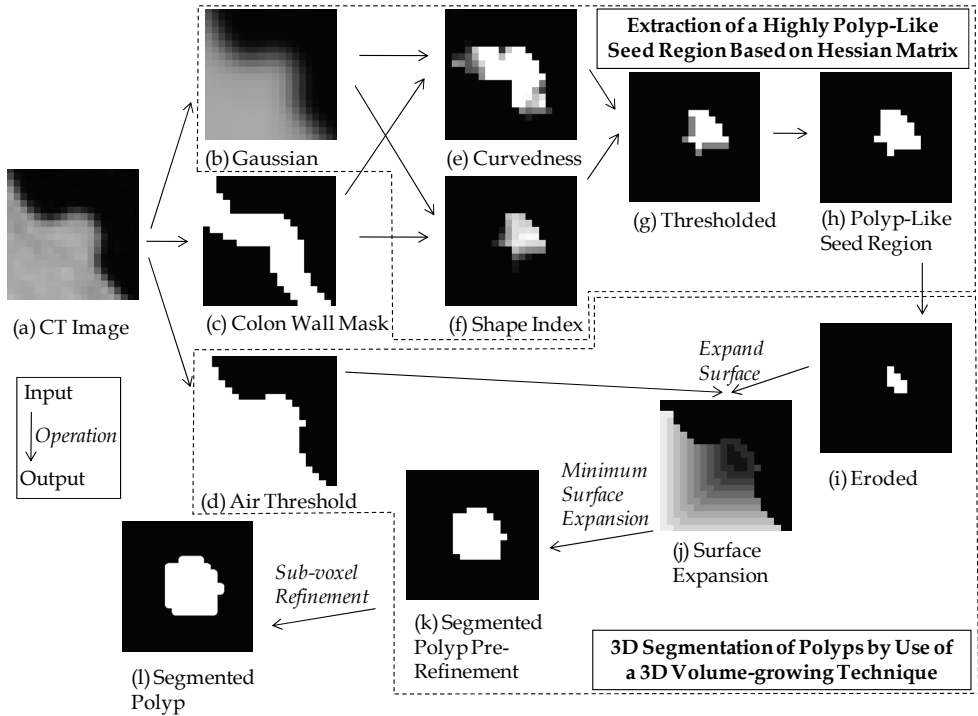 Extraction of a Highly Polyp-Like
Seed Region Based on Hessian Matrix
(b) Gaussian
(e) Curvedness
(g) Thresholded
(h) Polyp-Like
Seed Region
(a) CT Image
(c) Colon Wall Mask
(f) Shape Index
Input
Operation
Output
(d) Air Threshold
Expand
Surface
(i) Eroded
Minimum
Surface
Expansion
(j) Surface
Expansion
Sub-voxel
Refinement
(k) Segmented
Polyp Pre-
Refinement
(l) Segmented
Polyp
3D Segmentation of Polyps by Use of
a 3D Volume-growing Technique